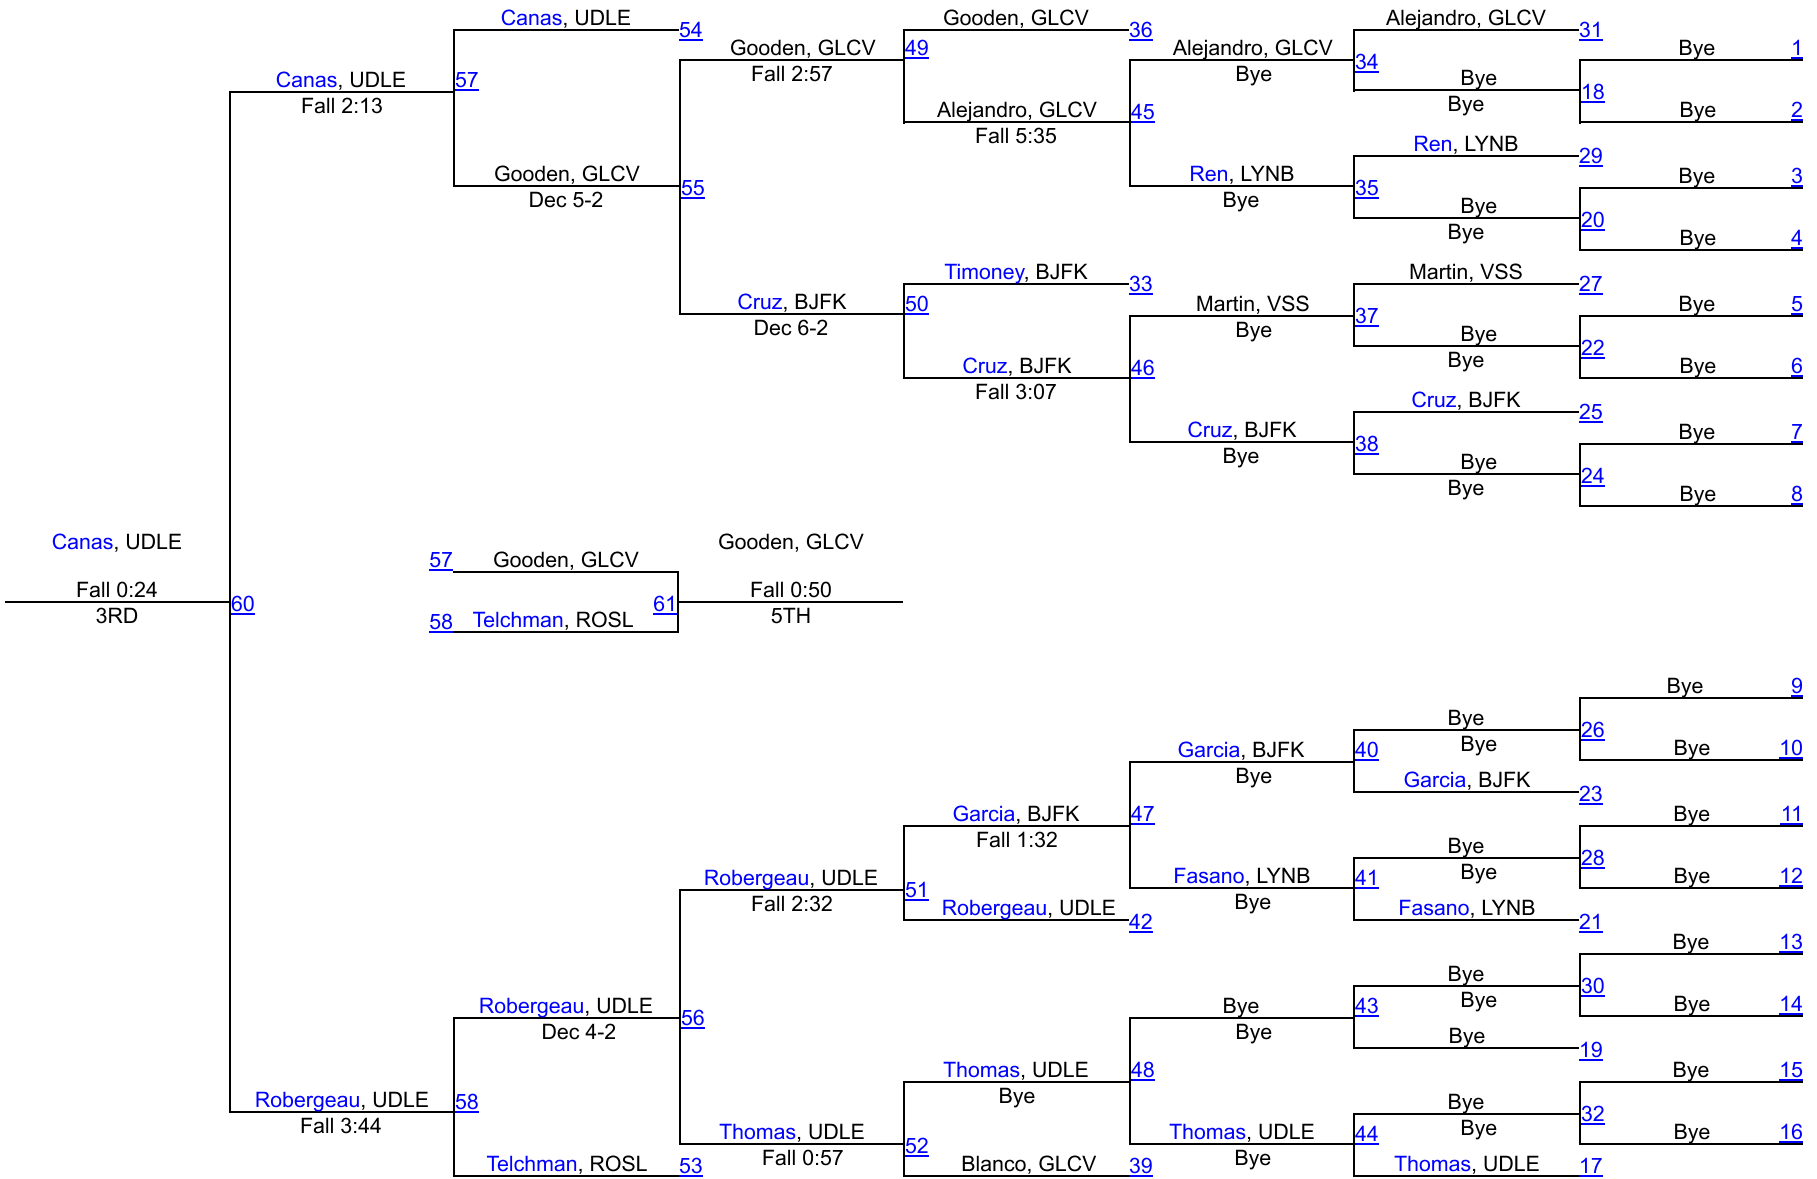 Canas, UDLE
54
Gooden, GLCV
36
Alejandro, GLCV
31
Gooden, GLCV
49
Fall 2:57
Alejandro, GLCV
34
Bye
Bye
1
Canas, UDLE
57
Fall 2:13
Bye
18
Bye
Alejandro, GLCV
45
Fall 5:35
Bye
2
Ren, LYNB
29
Gooden, GLCV
55
Dec 5-2
Ren, LYNB
35
Bye
Bye
3
Bye
20
Bye
Bye
4
Timoney, BJFK
33
Martin, VSS
27
Cruz, BJFK
50
Dec 6-2
Martin, VSS
37
Bye
Bye
5
Bye
22
Bye
Cruz, BJFK
46
Fall 3:07
Bye
6
Cruz, BJFK
25
Cruz, BJFK
38
Bye
Bye
7
Bye
24
Bye
Bye
8
Canas, UDLE
Gooden, GLCV
57
Gooden, GLCV
Fall 0:24
60
3RD
61
Fall 0:50
5TH
58
Telchman, ROSL
Bye
9
Bye
26
Bye
Garcia, BJFK
40
Bye
Bye
10
Garcia, BJFK
23
Garcia, BJFK
47
Fall 1:32
Bye
11
Bye
28
Bye
Robergeau, UDLE
51
Fall 2:32
Fasano, LYNB
41
Bye
Bye
12
Robergeau, UDLE
42
Fasano, LYNB
21
Bye
13
Bye
30
Bye
Robergeau, UDLE
56
Dec 4-2
Bye
43
Bye
Bye
14
Bye
19
Thomas, UDLE
48
Bye
Bye
15
Robergeau, UDLE
58
Fall 3:44
Bye
32
Bye
Thomas, UDLE
52
Fall 0:57
Thomas, UDLE
44
Bye
Bye
16
Telchman, ROSL
53
Blanco, GLCV
39
Thomas, UDLE
17